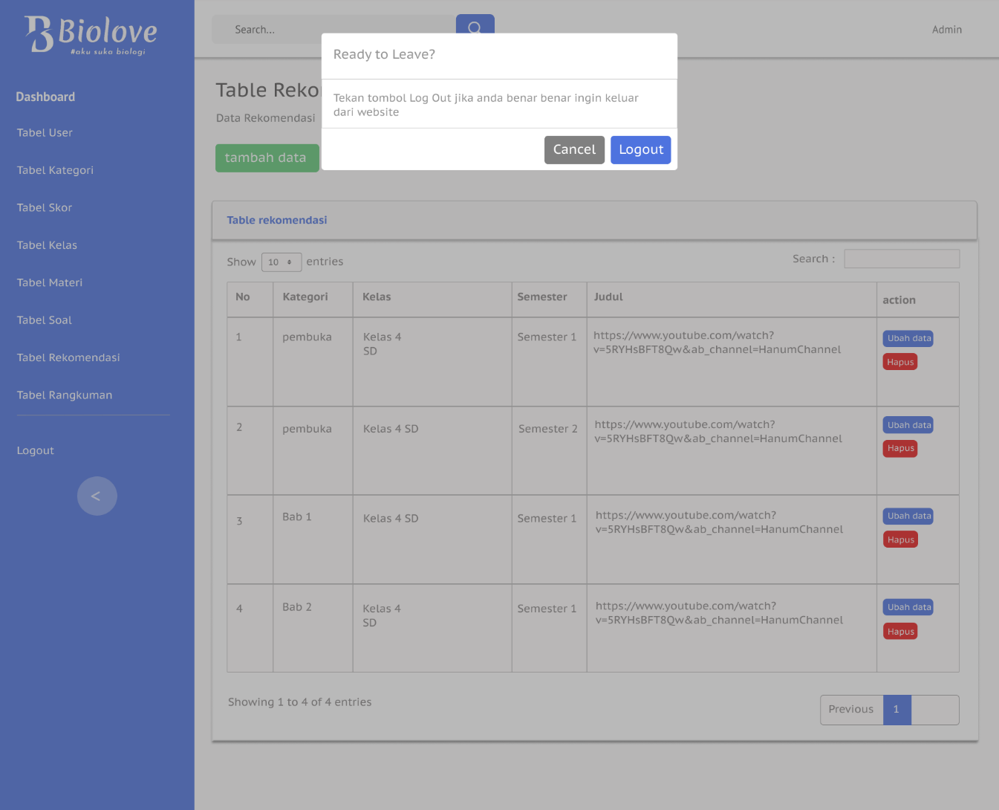 Biolove
#aku suka biologi
Dashboard
Tabel User
Tabel Kategori
Tabel Skor
Tabel Kelas
Tabel Materi
Tabel Soal
Tabel Rekomendasi
Tabel Rangkuman
Logout
<
Search...
Admin
Ready to Leave?
Tekan tombol Log Out jika anda benar benar ingin keluar
dari website
Cancel Logout
Table Reko
Data Rekomendasi
tambah data
Table rekomendasi
Show 10 entries
Search :
No Kategori Kelas Semester Judul action
1 pembuka Kelas 4 SD Semester 1 https://www.youtube.com/watch?
v=5RYHsBFT8Qw&ab_channel=HanumChannel
Ubah data
Hapus
2 pembuka Kelas 4 SD Semester 2 https://www.youtube.com/watch?
v=5RYHsBFT8Qw&ab_channel=HanumChannel
Ubah data
Hapus
3 Bab 1 Kelas 4 SD Semester 1 https://www.youtube.com/watch?
v=5RYHsBFT8Qw&ab_channel=HanumChannel
Ubah data
Hapus
4 Bab 2 Kelas 4 SD Semester 1 https://www.youtube.com/watch?
v=5RYHsBFT8Qw&ab_channel=HanumChannel
Ubah data
Hapus
Showing 1 to 4 of 4 entries
Previous 1